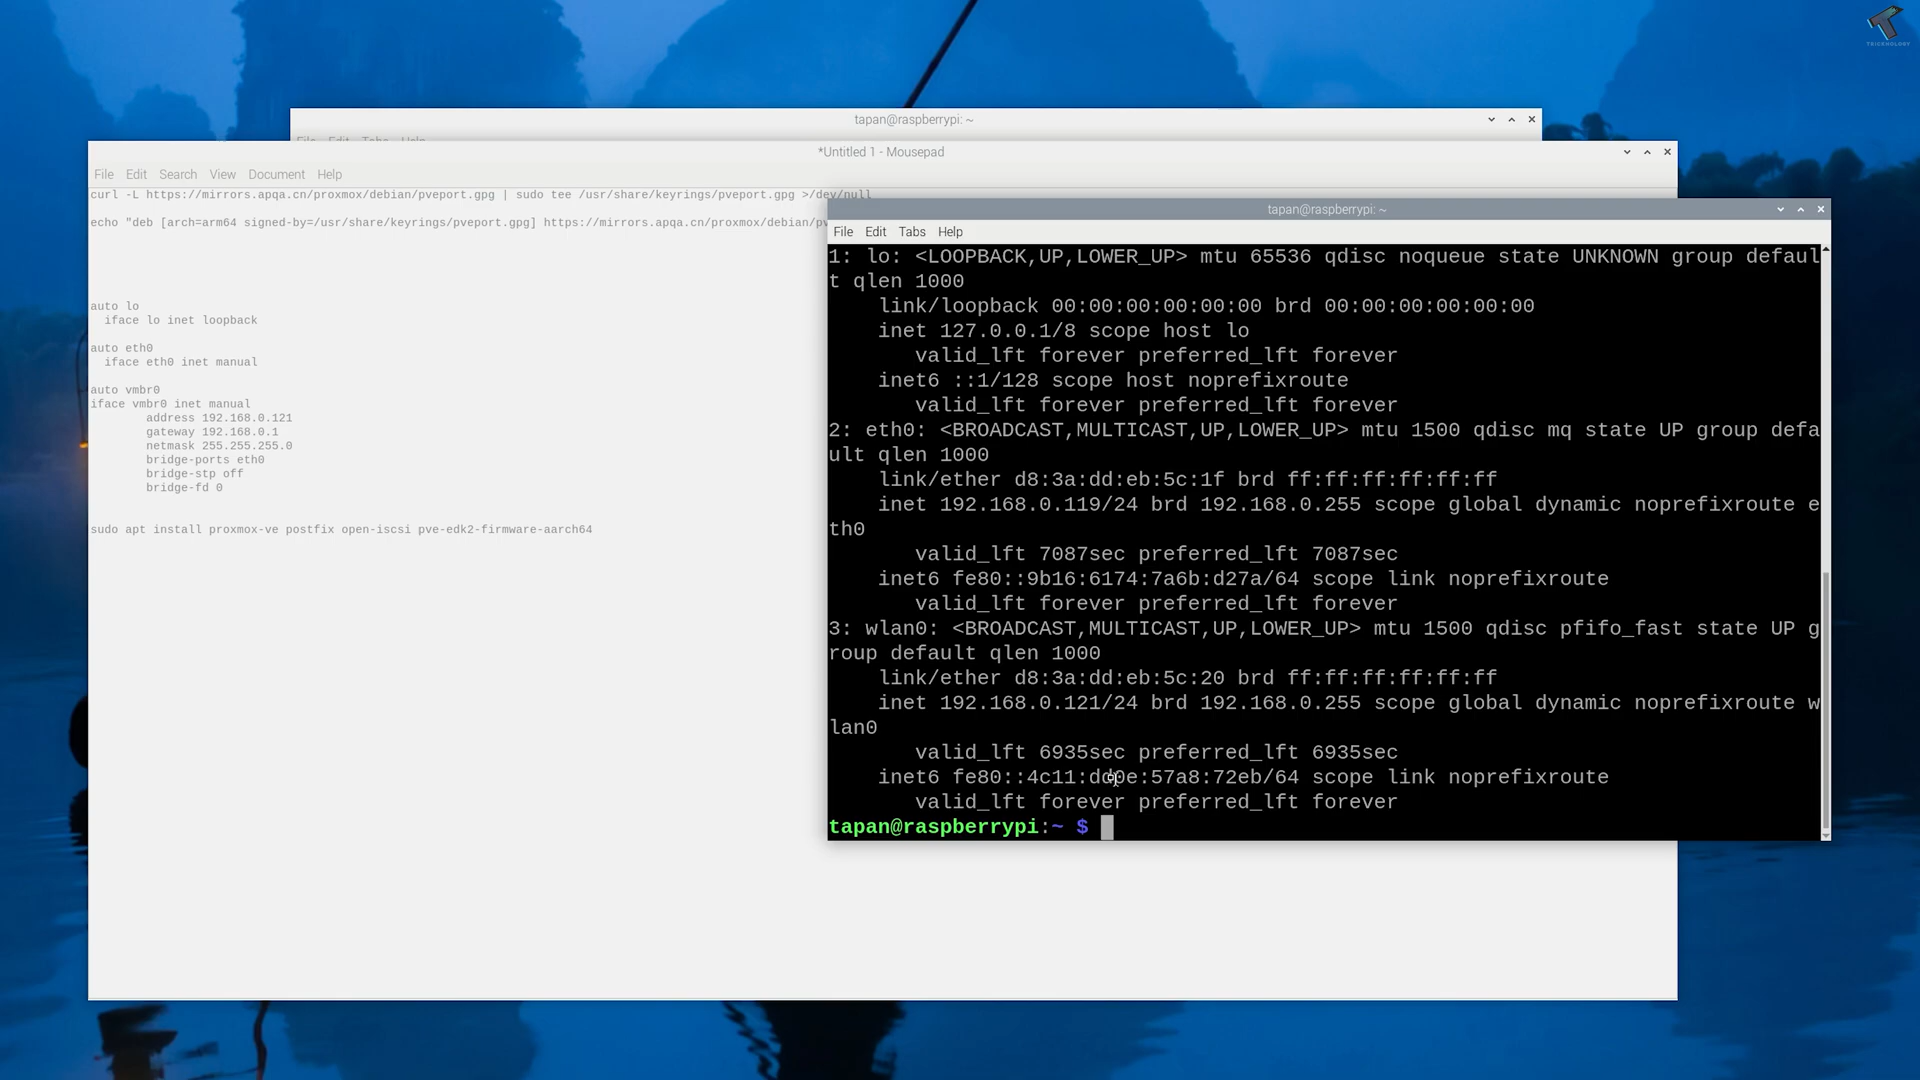 TRICKNOLOGY
tapan@raspberrypi: ~
*Untitled 1 - Mousepad
File Edit Search View Document Help
curl -L https://mirrors.apqa.cn/proxmox/debian/pveport.gpg | sudo tee /usr/share/keyrings/pveport.gpg >/dev/null
echo "deb [arch=arm64 signed-by=/usr/share/keyrings/pveport.gpg] https://mirrors.apqa.cn/proxmox/debian/pv
auto lo
iface lo inet loopback
auto eth0
iface eth0 inet manual
auto vmbr0
iface vmbr0 inet manual
address 192.168.0.121
gateway 192.168.0.1
netmask 255.255.255.0
bridge-ports eth0
bridge-stp off
bridge-fd 0
sudo apt install proxmox-ve postfix open-iscsi pve-edk2-firmware-aarch64
tapan@raspberrypi: ~
File Edit Tabs Help
1: lo: <LOOPBACK,UP,LOWER_UP> mtu 65536 qdisc noqueue state UNKNOWN group defaul
t qlen 1000
link/loopback 00:00:00:00:00:00 brd 00:00:00:00:00:00
inet 127.0.0.1/8 scope host lo
valid_lft forever preferred_lft forever
inet6 ::1/128 scope host noprefixroute
valid_lft forever preferred_lft forever
2: eth0: <BROADCAST,MULTICAST,UP,LOWER_UP> mtu 1500 qdisc mq state UP group defa
ult qlen 1000
link/ether d8:3a:dd:eb:5c:1f brd ff:ff:ff:ff:ff:ff
inet 192.168.0.119/24 brd 192.168.0.255 scope global dynamic noprefixroute e
th0
valid_lft 7087sec preferred_lft 7087sec
inet6 fe80::9b16:6174:7a6b:d27a/64 scope link noprefixroute
valid_lft forever preferred_lft forever
3: wlan0: <BROADCAST,MULTICAST,UP,LOWER_UP> mtu 1500 qdisc pfifo_fast state UP g
roup default qlen 1000
link/ether d8:3a:dd:eb:5c:20 brd ff:ff:ff:ff:ff:ff
inet 192.168.0.121/24 brd 192.168.0.255 scope global dynamic noprefixroute w
lan0
valid_lft 6935sec preferred_lft 6935sec
inet6 fe80::4c11:dd0e:57a8:72eb/64 scope link noprefixroute
valid_lft forever preferred_lft forever
tapan@raspberrypi:~ $